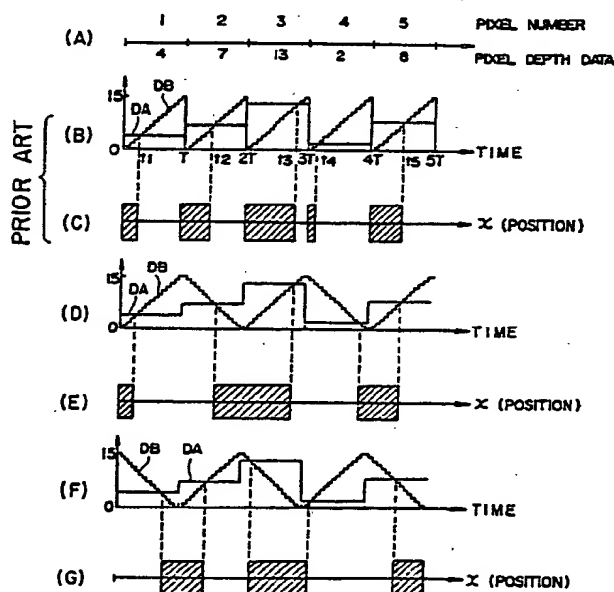 1 2 3 4 5 PIXEL NUMBER
(A)
4 7 13 2 8 PIXEL DEPTH DATA
PRIOR ART
15
DB
DA
(B)
0
t1 T t2 2T t3 3T t4 4T t5 5T TIME
(C)
x (POSITION)
15
DB
DA
(D)
0
TIME
(E)
x (POSITION)
15
DB DA
(F)
0
TIME
(G)
x (POSITION)